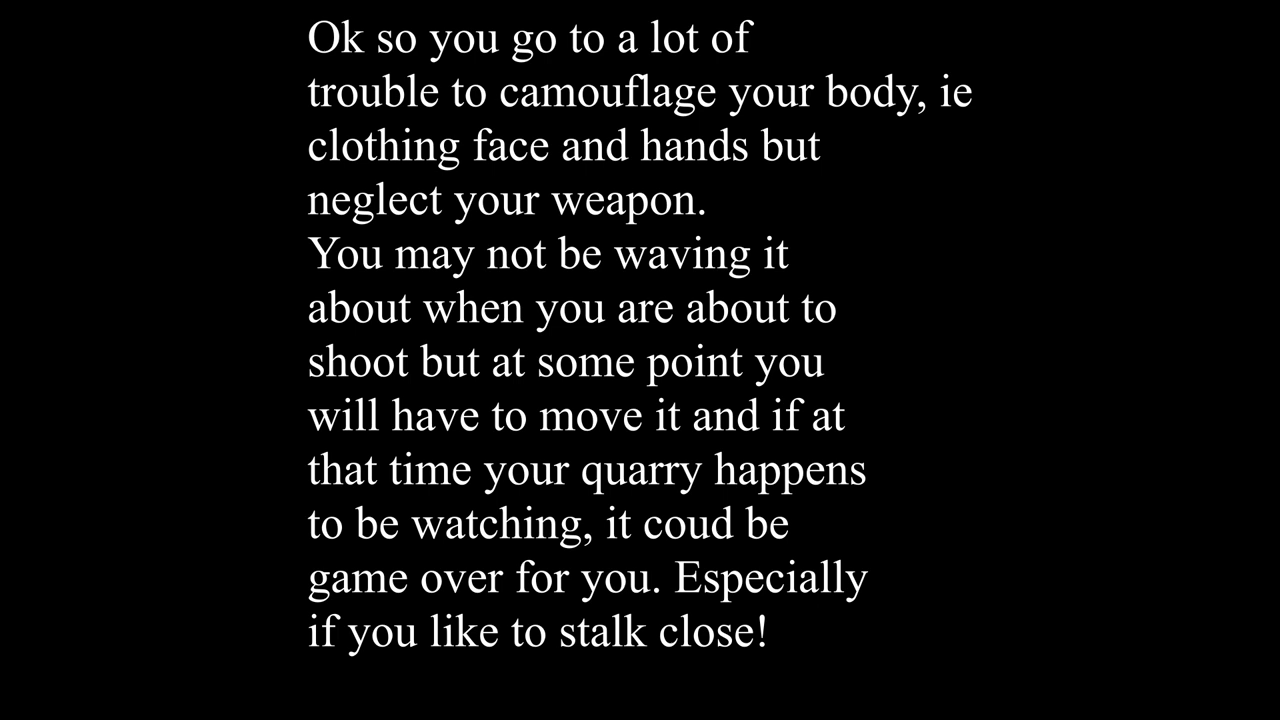 Ok so you go to a lot of
trouble to camouflage your body, ie
clothing face and hands but
neglect your weapon.
You may not be waving it
about when you are about to
shoot but at some point you
will have to move it and if at
that time your quarry happens
to be watching, it coud be
game over for you. Especially
if you like to stalk close!